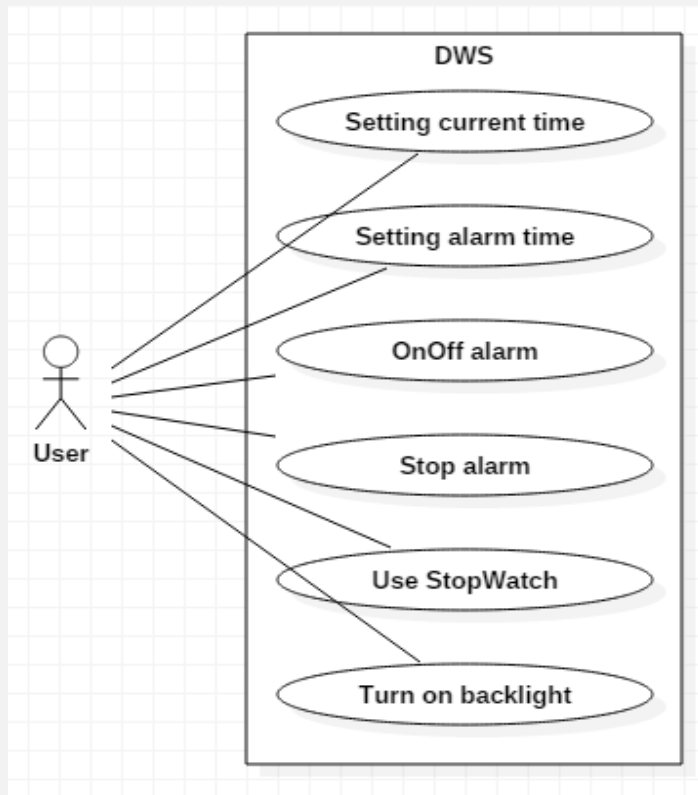 DWS
Setting current time
Setting alarm time
OnOff alarm
User
Stop alarm
Use StopWatch
Turn on backlight